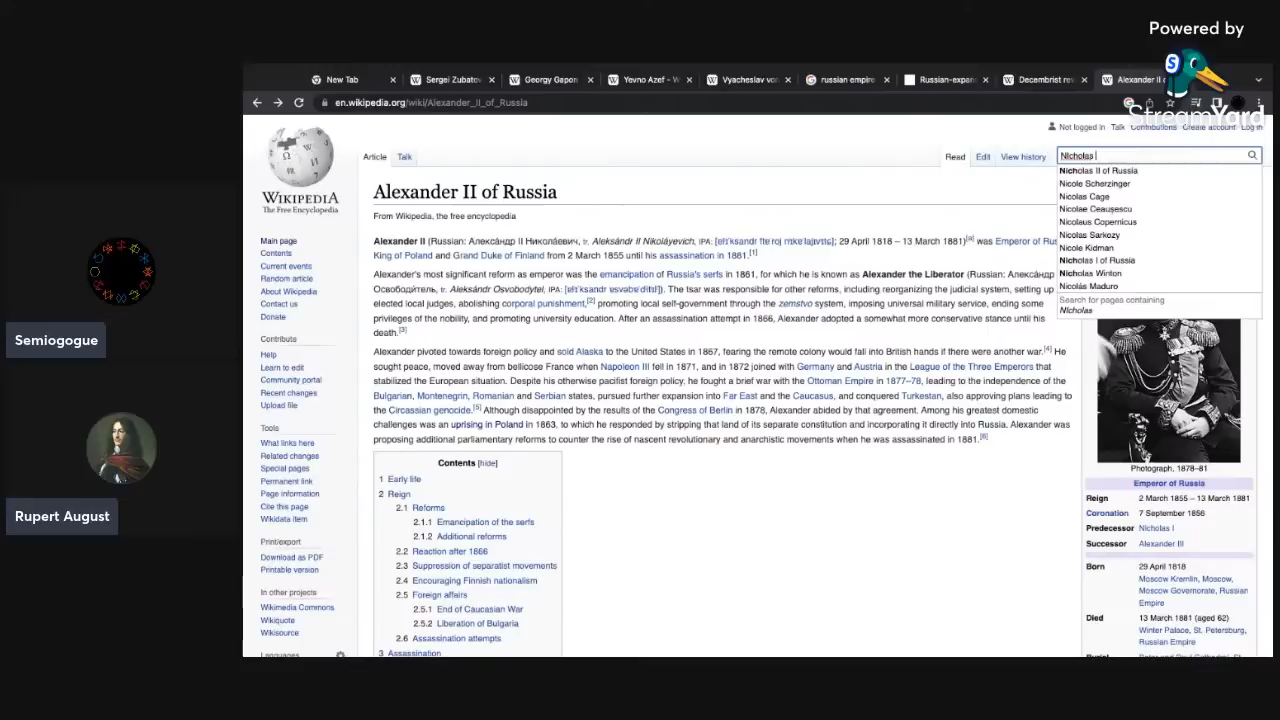 Powered by
StreamYard
New Tab
Sergei Zubatov
Georgy Gapon
Yevno Azef - W
Vyacheslav von
russian empire
Russian-expan
Decembrist re
Alexander II o
en.wikipedia.org/wiki/Alexander_II_of_Russia
Not logged in Talk Contributions Create account Log in
WIKIPEDIA
The Free Encyclopedia
Article Talk
Read Edit View history
NIcholas
Nicholas II of Russia
Nicole Scherzinger
Nicolas Cage
Nicolae Ceaușescu
Nicolaus Copernicus
Nicolas Sarkozy
Nicole Kidman
Nicholas I of Russia
Nicholas Winton
Nicolás Maduro
Search for pages containing
NIcholas
Main page
Contents
Current events
Random article
About Wikipedia
Contact us
Donate
Contribute
Help
Learn to edit
Community portal
Recent changes
Upload file
Tools
What links here
Related changes
Special pages
Permanent link
Page information
Cite this page
Wikidata item
Print/export
Download as PDF
Printable version
In other projects
Wikimedia Commons
Wikiquote
Wikisource
Languages
Alexander II of Russia
From Wikipedia, the free encyclopedia
Alexander II (Russian: Алекса́ндр II Никола́евич, tr. Aleksándr II Nikoláyevich, IPA: 29 April 1818 – 13 March 1881)[a] was Emperor of Rus
King of Poland and Grand Duke of Finland from 2 March 1855 until his assassination in 1881.[1]
Alexander's most significant reform as emperor was the emancipation of Russia's serfs in 1861, for which he is known as Alexander the Liberator (Russian: Алекса́ндр
Освободи́тель, tr. Aleksándr Osvobodytel, IPA: The tsar was responsible for other reforms, including reorganizing the judicial system, setting up
elected local judges, abolishing corporal punishment,[2] promoting local self-government through the zemstvo system, imposing universal military service, ending some
privileges of the nobility, and promoting university education. After an assassination attempt in 1866, Alexander adopted a somewhat more conservative stance until his
death.[3]
Alexander pivoted towards foreign policy and sold Alaska to the United States in 1867, fearing the remote colony would fall into British hands if there were another war.[4] He
sought peace, moved away from bellicose France when Napoleon III fell in 1871, and in 1872 joined with Germany and Austria in the League of the Three Emperors that
stabilized the European situation. Despite his otherwise pacifist foreign policy, he fought a brief war with the Ottoman Empire in 1877–78, leading to the independence of the
Bulgarian, Montenegrin, Romanian and Serbian states, pursued further expansion into Far East and the Caucasus, and conquered Turkestan, also approving plans leading to
the Circassian genocide.[5] Although disappointed by the results of the Congress of Berlin in 1878, Alexander abided by that agreement. Among his greatest domestic
challenges was an uprising in Poland in 1863, to which he responded by stripping that land of its separate constitution and incorporating it directly into Russia. Alexander was
proposing additional parliamentary reforms to counter the rise of nascent revolutionary and anarchistic movements when he was assassinated in 1881.[6]
Contents [hide]
1 Early life
2 Reign
2.1 Reforms
2.1.1 Emancipation of the serfs
2.1.2 Additional reforms
2.2 Reaction after 1866
2.3 Suppression of separatist movements
2.4 Encouraging Finnish nationalism
2.5 Foreign affairs
2.5.1 End of Caucasian War
2.5.2 Liberation of Bulgaria
2.6 Assassination attempts
3 Assassination
Photograph, 1878–81
Emperor of Russia
Reign 2 March 1855 – 13 March 1881
Coronation 7 September 1856
Predecessor Nicholas I
Successor Alexander III
Born 29 April 1818
Moscow Kremlin, Moscow,
Moscow Governorate, Russian
Empire
Died 13 March 1881 (aged 62)
Winter Palace, St. Petersburg,
Russian Empire
Semiogogue
Rupert August